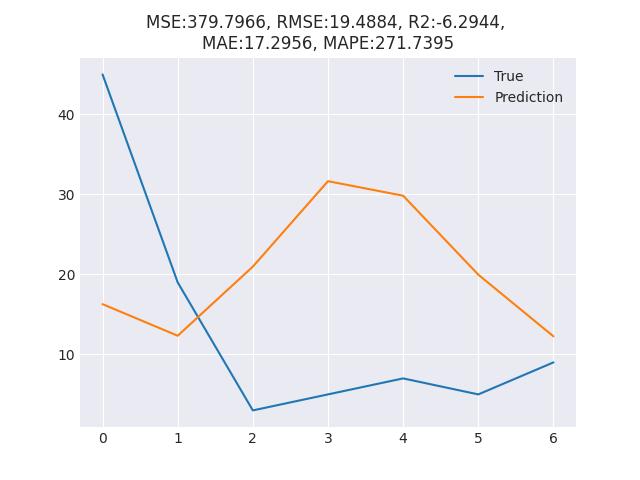 MSE:379.7966, RMSE:19.4884, R2:-6.2944,
MAE:17.2956, MAPE:271.7395
True
Prediction
40
30
20
10
0 1 2 3 4 5 6